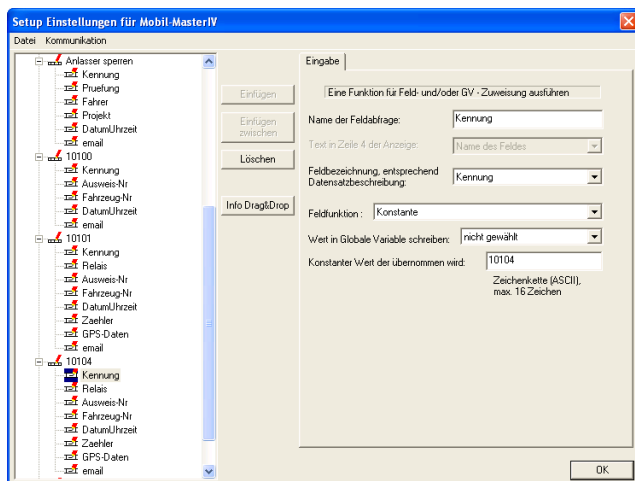 Setup Einstellungen für Mobil-MasterIV
Datei Kommunikation
Anlasser sperren
Kennung
Pruefung
Fahrer
Projekt
DatumUhrzeit
email
10100
Kennung
Ausweis-Nr
Fahrzeug-Nr
DatumUhrzeit
email
10101
Kennung
Relais
Ausweis-Nr
Fahrzeug-Nr
DatumUhrzeit
Zaehler
GPS-Daten
email
10104
Kennung
Relais
Ausweis-Nr
Fahrzeug-Nr
DatumUhrzeit
Zaehler
GPS-Daten
email
Einfügen
Einfügen
zwischen
Löschen
Info Drag&Drop
Eingabe
Eine Funktion für Feld- und/oder GV - Zuweisung ausführen
Name der Feldabfrage: Kennung
Text in Zeile 4 der Anzeige: Name des Feldes
Feldbezeichnung, entsprechend
Datensatzbeschreibung: Kennung
Feldfunktion : Konstante
Wert in Globale Variable schreiben: nicht gewählt
Konstanter Wert der übernommen wird: 10104
Zeichenkette (ASCII),
max. 16 Zeichen
OK